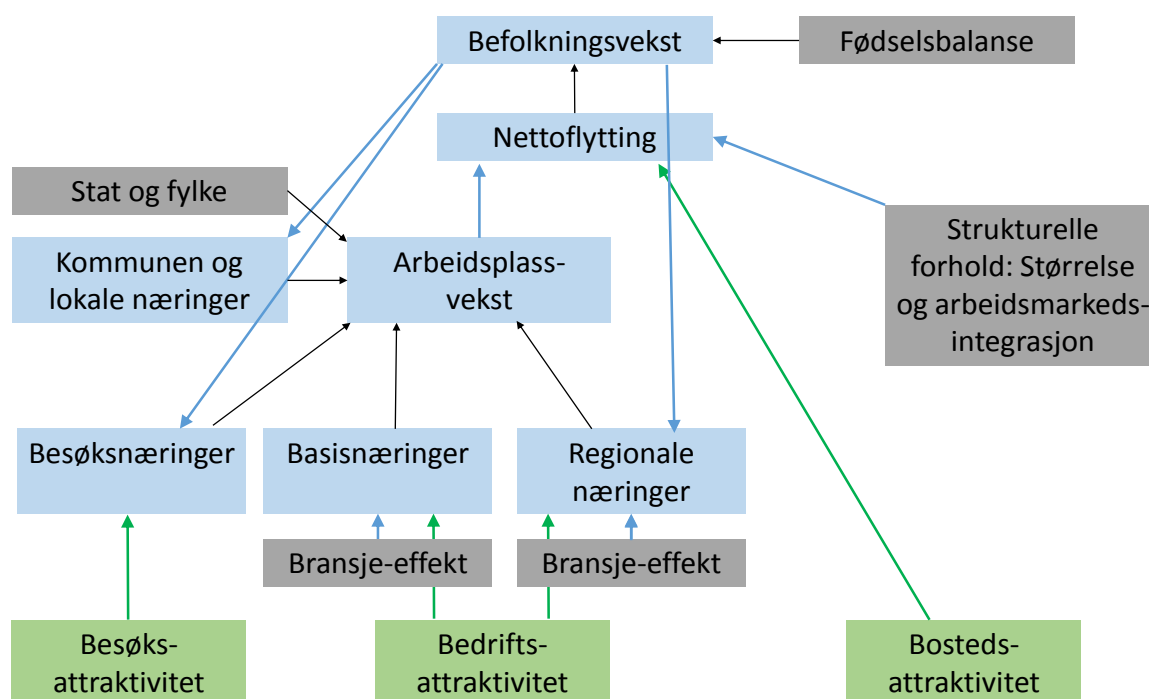 Befolkningsvekst
Fødselsbalanse
Nettoflytting
Stat og fylke
Kommunen og
lokale næringer
Arbeidsplass-
vekst
Strukturelle
forhold: Størrelse
og arbeidsmarkeds-
integrasjon
Besøksnæringer
Basisnæringer
Regionale
næringer
Bransje-effekt
Bransje-effekt
Besøks-
attraktivitet
Bedrifts-
attraktivitet
Bosteds-
attraktivitet